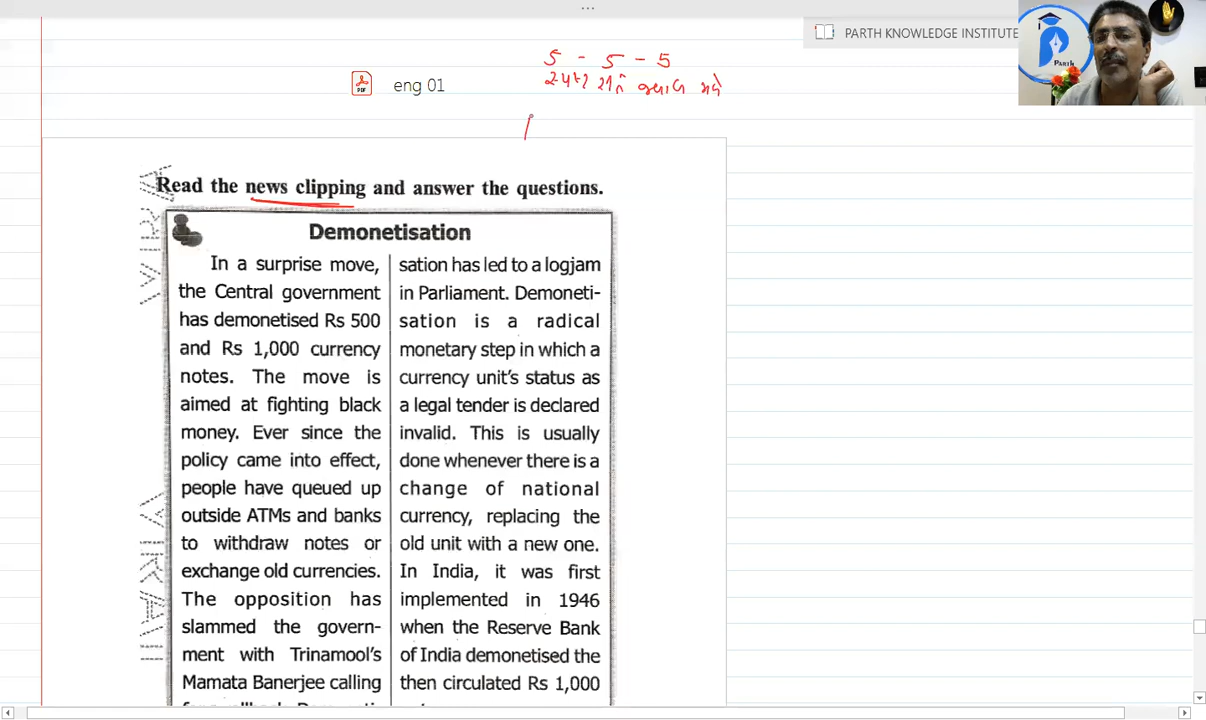 PARTH KNOWLEDGE INSTITUTE
Parth
5 - 5 - 5
eng 01
Read the news clipping and answer the questions.
Demonetisation
In a surprise move,
the Central government
has demonetised Rs 500
and Rs 1,000 currency
notes. The move is
aimed at fighting black
money. Ever since the
policy came into effect,
people have queued up
outside ATMs and banks
to withdraw notes or
exchange old currencies.
The opposition has
slammed the govern-
ment with Trinamool's
Mamata Banerjee calling
sation has led to a logjam
in Parliament. Demoneti-
sation is a radical
monetary step in which a
currency unit's status as
a legal tender is declared
invalid. This is usually
done whenever there is a
change of national
currency, replacing the
old unit with a new one.
In India, it was first
implemented in 1946
when the Reserve Bank
of India demonetised the
then circulated Rs 1,000